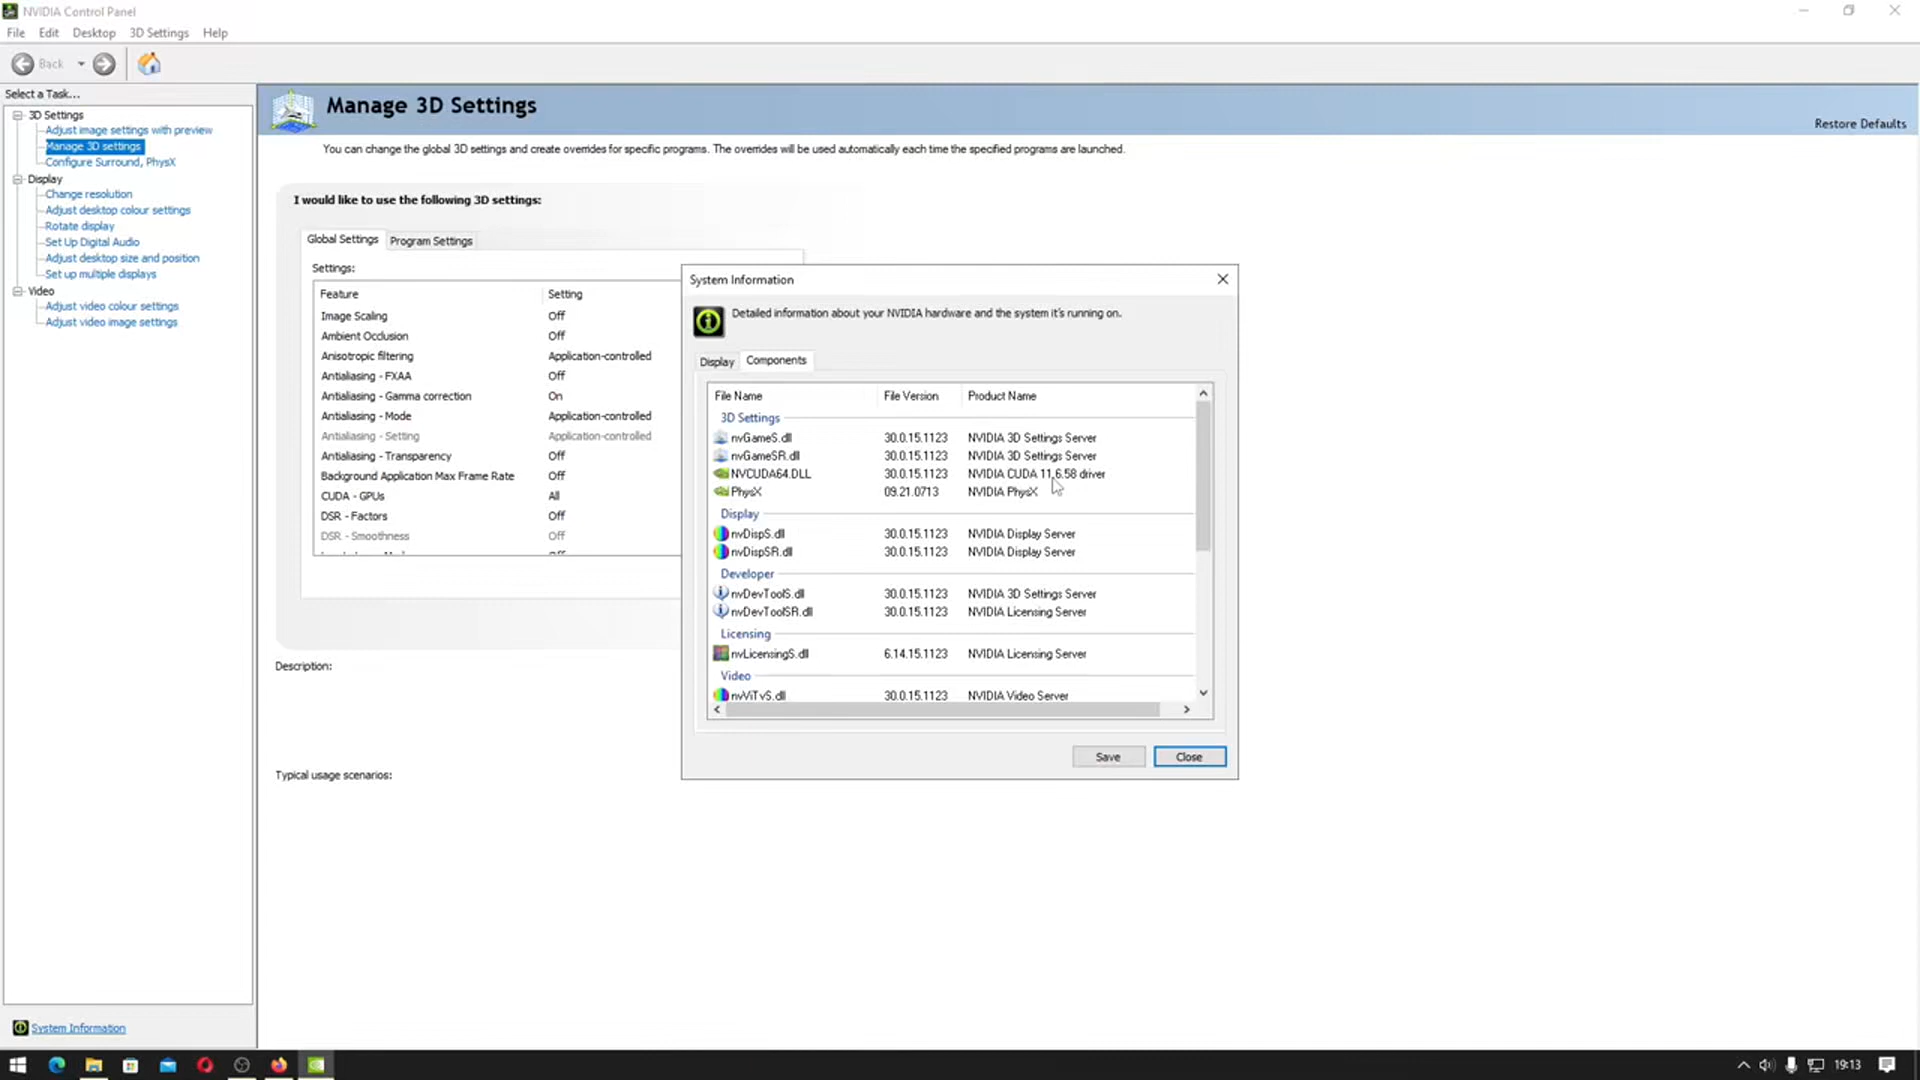 NVIDIA Control Panel
File Edit Desktop 3D Settings Help
Back
Select a Task...
3D Settings
Adjust image settings with preview
Manage 3D settings
Configure Surround, PhysX
Display
Change resolution
Adjust desktop colour settings
Rotate display
Set Up Digital Audio
Adjust desktop size and position
Set up multiple displays
Video
Adjust video colour settings
Adjust video image settings
System Information
Manage 3D Settings
Restore Defaults
You can change the global 3D settings and create overrides for specific programs. The overrides will be used automatically each time the specified programs are launched.
I would like to use the following 3D settings:
Global Settings Program Settings
Settings:
Feature Setting
Image Scaling Off
Ambient Occlusion Off
Anisotropic filtering Application-controlled
Antialiasing - FXAA Off
Antialiasing - Gamma correction On
Antialiasing - Mode Application-controlled
Antialiasing - Setting Application-controlled
Antialiasing - Transparency Off
Background Application Max Frame Rate Off
CUDA - GPUs All
DSR - Factors Off
DSR - Smoothness Off
Description:
Typical usage scenarios:
System Information
Detailed information about your NVIDIA hardware and the system it's running on.
Display Components
File Name File Version Product Name
3D Settings
nvGameS.dll 30.0.15.1123 NVIDIA 3D Settings Server
nvGameSR.dll 30.0.15.1123 NVIDIA 3D Settings Server
NVCUDA64.DLL 30.0.15.1123 NVIDIA CUDA 11.6.58 driver
PhysX 09.21.0713 NVIDIA PhysX
Display
nvDispS.dll 30.0.15.1123 NVIDIA Display Server
nvDispSR.dll 30.0.15.1123 NVIDIA Display Server
Developer
nvDevToolS.dll 30.0.15.1123 NVIDIA 3D Settings Server
nvDevToolSR.dll 30.0.15.1123 NVIDIA Licensing Server
Licensing
nvLicensingS.dll 6.14.15.1123 NVIDIA Licensing Server
Video
nvViTvS.dll 30.0.15.1123 NVIDIA Video Server
Save Close
19:13